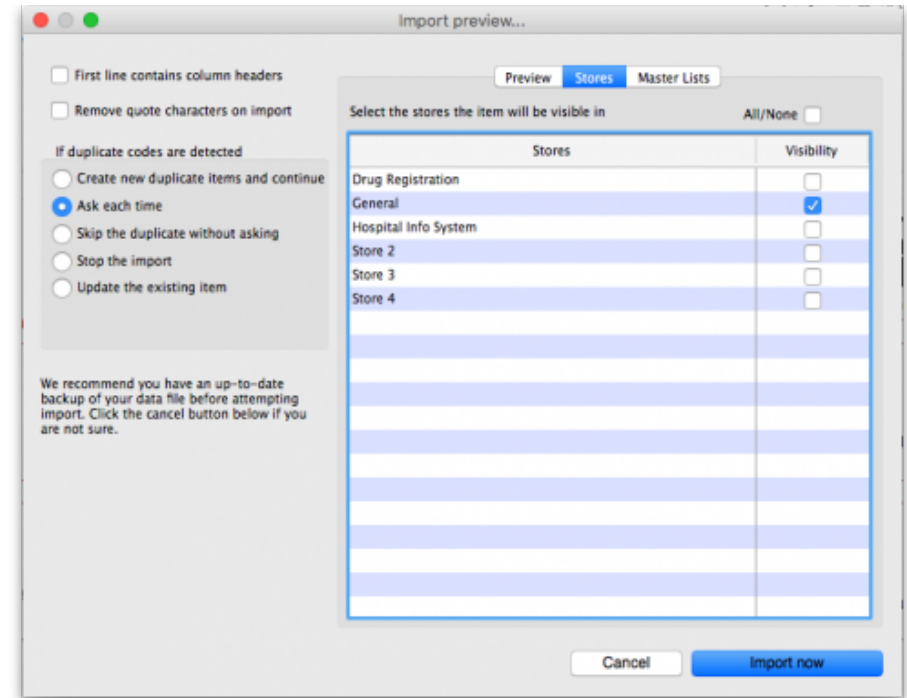 Import preview...
First line contains column headers
Remove quote characters on import
If duplicate codes are detected
Create new duplicate items and continue
Ask each time
Skip the duplicate without asking
Stop the import
Update the existing item
We recommend you have an up-to-date
backup of your data file before attempting
import. Click the cancel button below if you
are not sure.
Preview Stores Master Lists
Select the stores the item will be visible in All/None
Stores Visibility
Drug Registration
General
Hospital Info System
Store 2
Store 3
Store 4
Cancel Import now